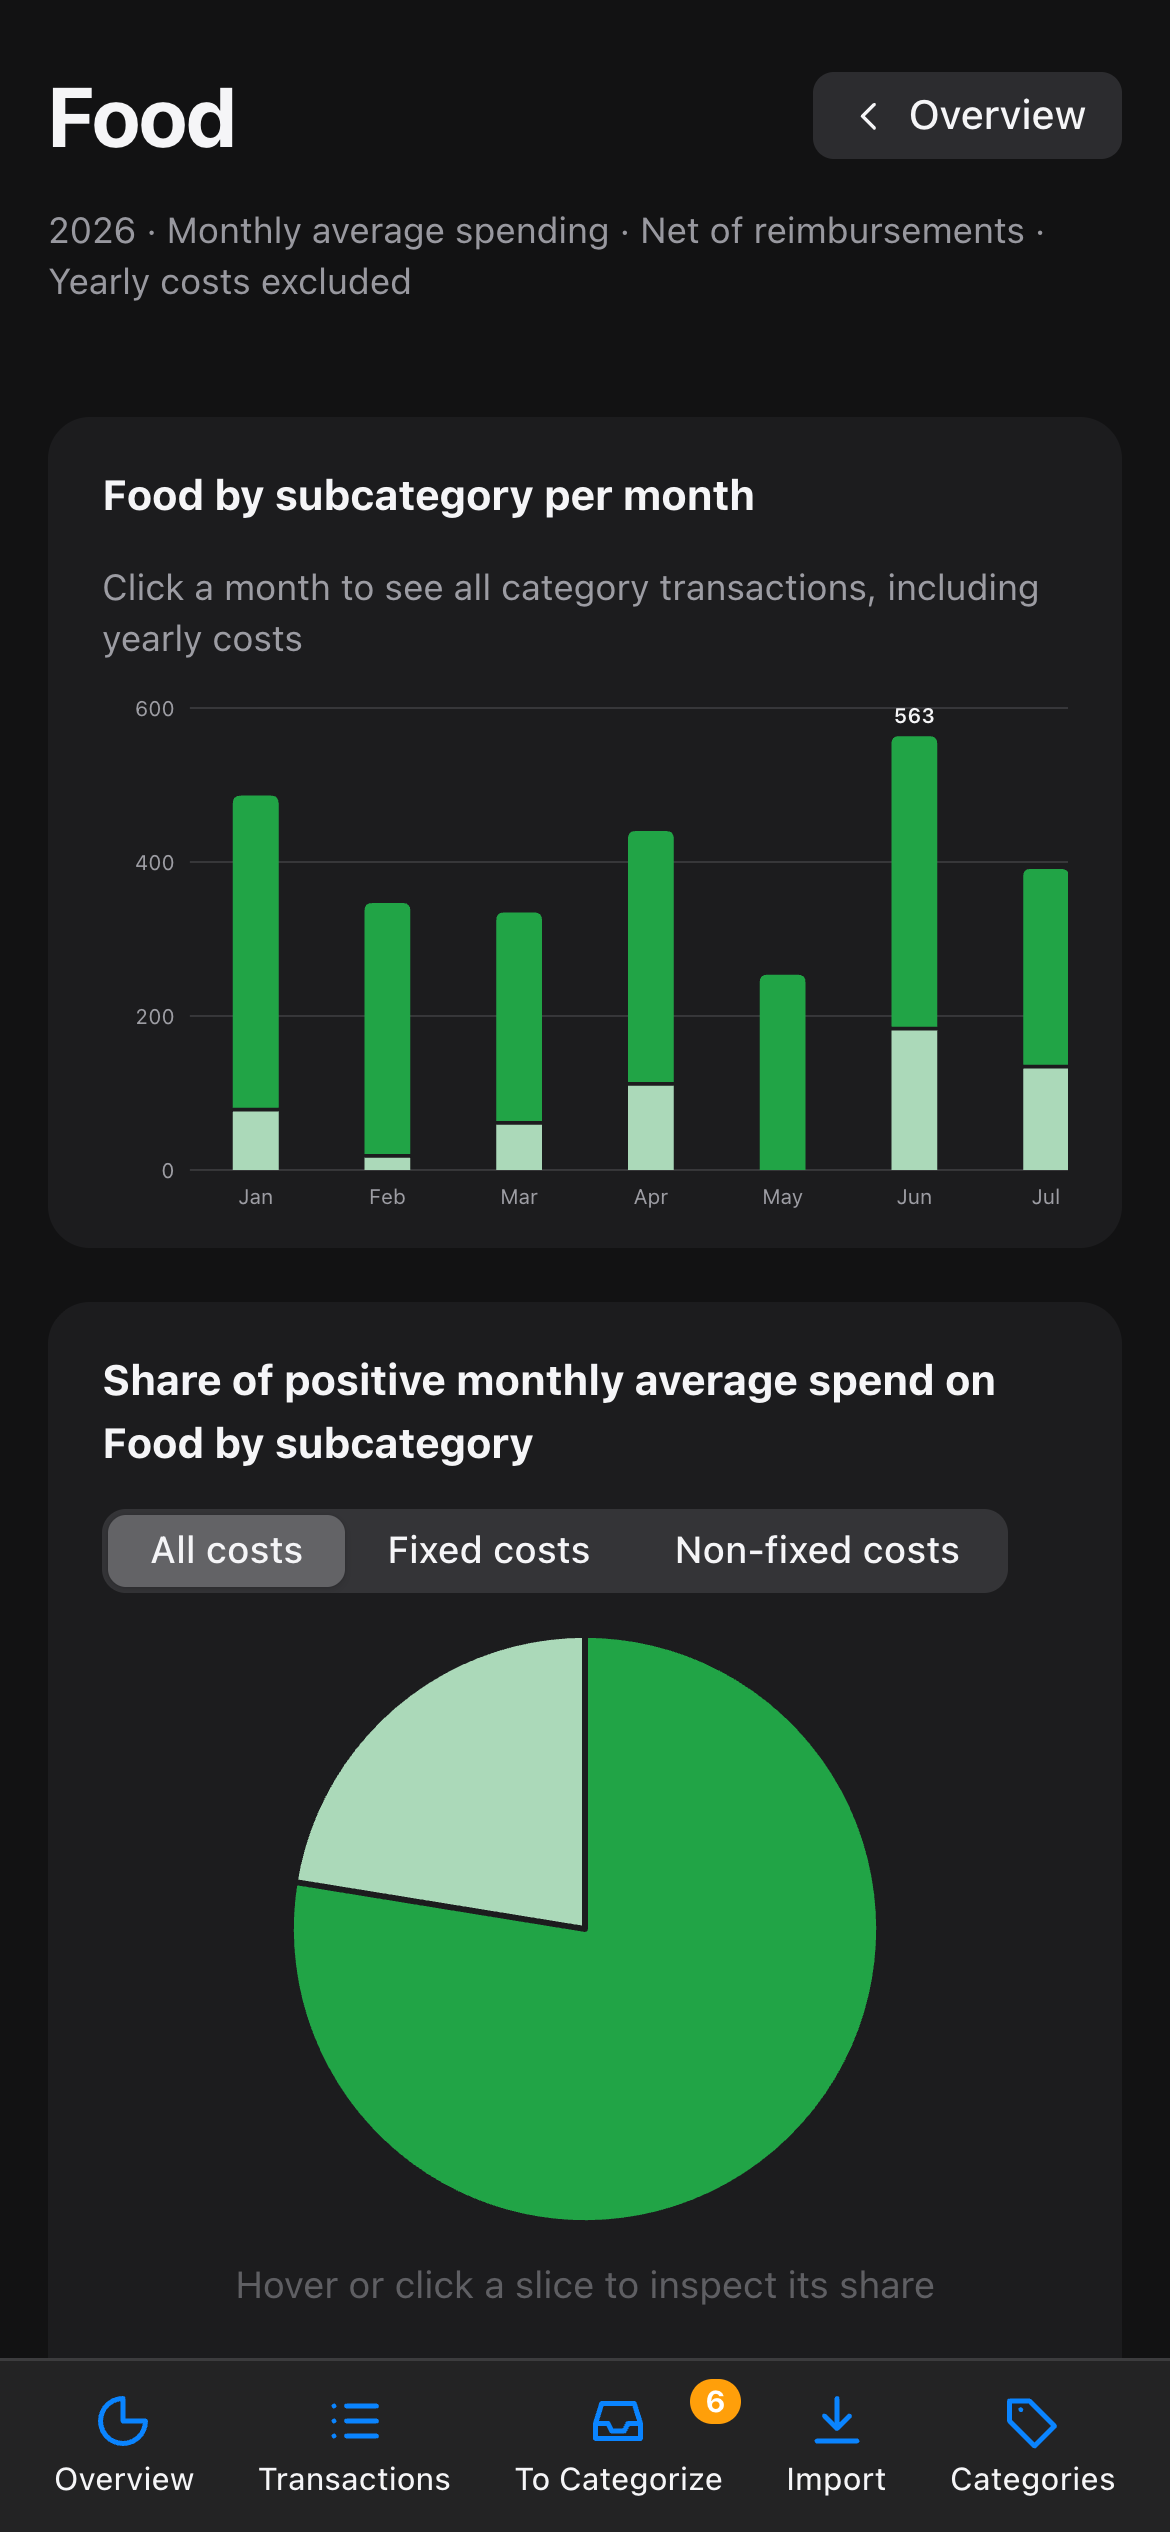 Food
Overview
2026 · Monthly average spending · Net of reimbursements ·
Yearly costs excluded
Food by subcategory per month
Click a month to see all category transactions, including
yearly costs
600
563
400
200
0
Jan Feb Mar Apr May Jun Jul
Share of positive monthly average spend on
Food by subcategory
All costs Fixed costs Non-fixed costs
Hover or click a slice to inspect its share
6
Overview Transactions To Categorize Import Categories